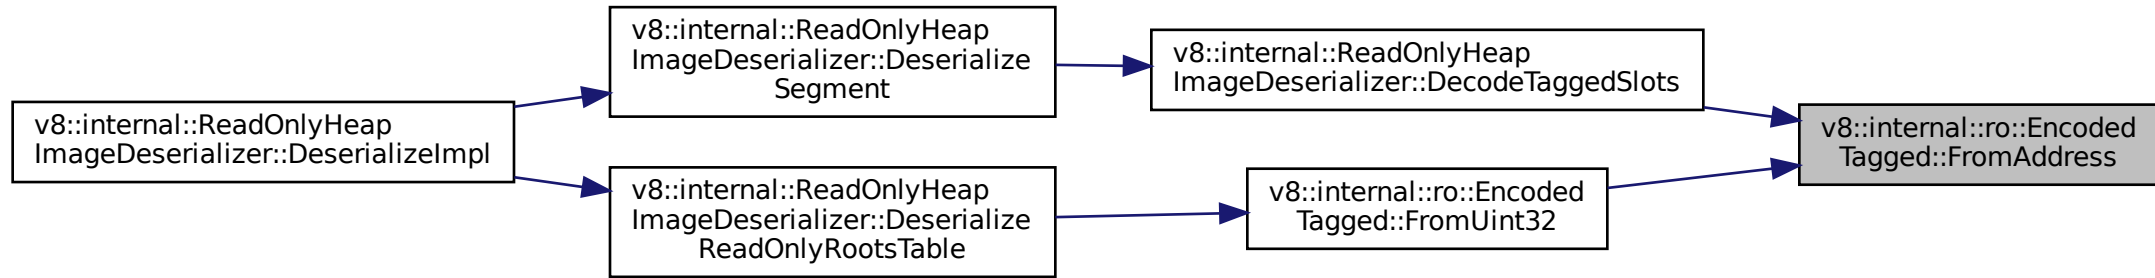 v8::internal::ReadOnlyHeap
ImageDeserializer::DeserializeImpl
v8::internal::ReadOnlyHeap
ImageDeserializer::Deserialize
Segment
v8::internal::ReadOnlyHeap
ImageDeserializer::Deserialize
ReadOnlyRootsTable
v8::internal::ReadOnlyHeap
ImageDeserializer::DecodeTaggedSlots
v8::internal::ro::Encoded
Tagged::FromUint32
v8::internal::ro::Encoded
Tagged::FromAddress